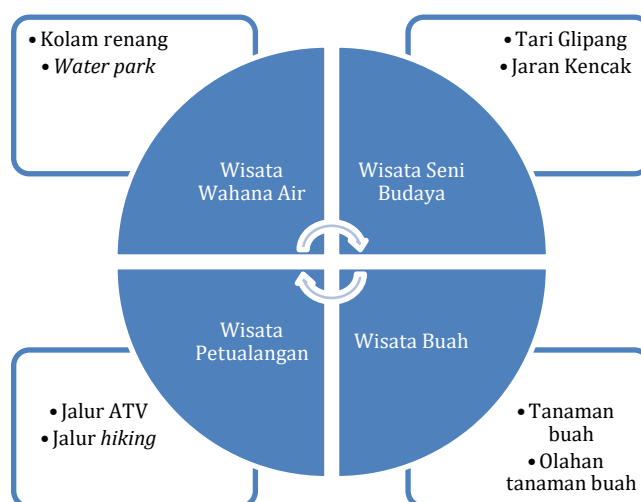 • Kolam renang
• Water park
• Tari Glipang
• Jaran Kencak
Wisata
Wahana Air
Wisata Seni
Budaya
Wisata
Petualangan
Wisata Buah
• Jalur ATV
• Jalur hiking
• Tanaman
buah
• Olahan
tanaman buah